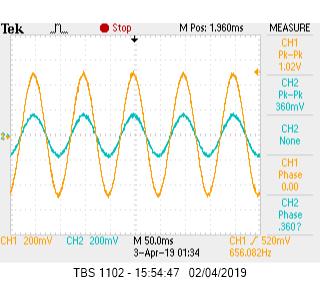 Tek Stop M Pos: 1.960ms MEASURE
CH1
Pk-Pk
1.02V
CH2
Pk-Pk
360mV
CH2
None
CH1
Phase
0.00
CH2
Phase
.360?
2
CH1 200mV CH2 200mV M 50.0ms CH1 / 520mV
3-Apr-19 01:34 656.082Hz
TBS 1102 - 15:54:47 02/04/2019